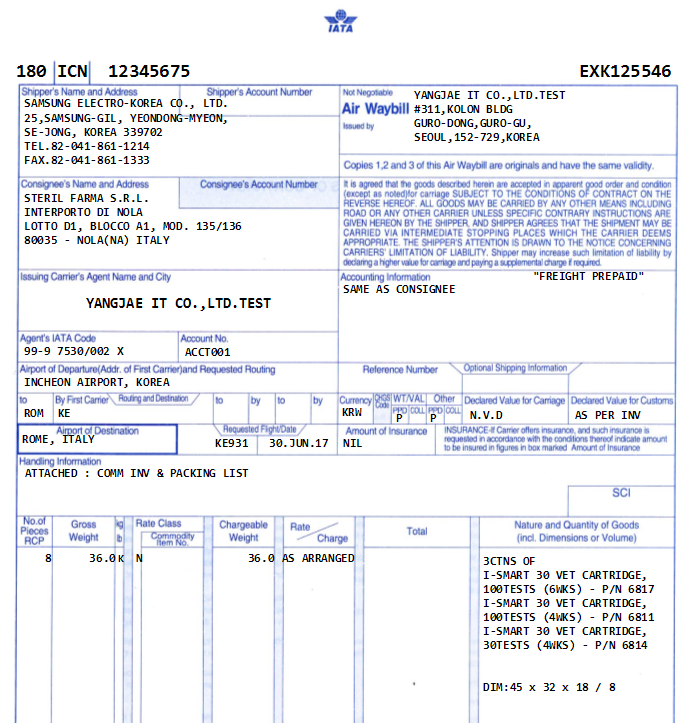 IATA
180 ICN 12345675 EXK125546
Shipper's Name and Address
Shipper's Account Number
SAMSUNG ELECTRO-KOREA CO., LTD.
25,SAMSUNG-GIL, YEONDONG-MYEON,
SE-JONG, KOREA 339702
TEL.82-041-861-1214
FAX.82-041-861-1333
Not Negotiable
Air Waybill
Issued by
YANGJAE IT CO.,LTD.TEST
#311,KOLON BLDG
GURO-DONG,GURO-GU,
SEOUL,152-729,KOREA
Copies 1,2 and 3 of this Air Waybill are originals and have the same validity.
Consignee's Name and Address
Consignee's Account Number
STERIL FARMA S.R.L.
INTERPORTO DI NOLA
LOTTO D1, BLOCCO A1, MOD. 135/136
80035 - NOLA(NA) ITALY
It is agreed that the goods described herein are accepted in apparent good order and condition
(except as noted)for carriage SUBJECT TO THE CONDITIONS OF CONTRACT ON THE
REVERSE HEREOF. ALL GOODS MAY BE CARRIED BY ANY OTHER MEANS INCLUDING
ROAD OR ANY OTHER CARRIER UNLESS SPECIFIC CONTRARY INSTRUCTIONS ARE
GIVEN HEREON BY THE SHIPPER, AND SHIPPER AGREES THAT THE SHIPMENT MAY BE
CARRIED VIA INTERMEDIATE STOPPING PLACES WHICH THE CARRIER DEEMS
APPROPRIATE. THE SHIPPER'S ATTENTION IS DRAWN TO THE NOTICE CONCERNING
CARRIERS' LIMITATION OF LIABILITY. Shipper may increase such limitation of liability by
declaring a higher value for carriage and paying a supplemental charge if required.
Issuing Carrier's Agent Name and City
YANGJAE IT CO.,LTD.TEST
Accounting Information
"FREIGHT PREPAID"
SAME AS CONSIGNEE
Agent's IATA Code
Account No.
99-9 7530/002 X
ACCT001
Airport of Departure(Addr. of First Carrier)and Requested Routing
INCHEON AIRPORT, KOREA
Reference Number
Optional Shipping Information
to By First Carrier Routing and Destination to by to by
ROM KE
Currency CHGS Code WT/VAL Other Declared Value for Carriage Declared Value for Customs
PPD COLL PPD COLL
KRW P P N.V.D AS PER INV
Airport of Destination
ROME, ITALY
Requested Flight/Date
KE931 30.JUN.17
Amount of Insurance
NIL
INSURANCE-If Carrier offers insurance, and such insurance is
requested in accordance with the conditions thereof indicate amount
to be insured in figures in box marked Amount of Insurance
Handling Information
ATTACHED : COMM INV & PACKING LIST
SCI
No.of Pieces RCP
Gross Weight
kg lb
Rate Class
Commodity Item No.
Chargeable Weight
Rate Charge
Total
Nature and Quantity of Goods
(incl. Dimensions or Volume)
8 36.0 K N 36.0 AS ARRANGED
3CTNS OF
I-SMART 30 VET CARTRIDGE,
100TESTS (6WKS) - P/N 6817
I-SMART 30 VET CARTRIDGE,
100TESTS (4WKS) - P/N 6811
I-SMART 30 VET CARTRIDGE,
30TESTS (4WKS) - P/N 6814
DIM:45 x 32 x 18 / 8